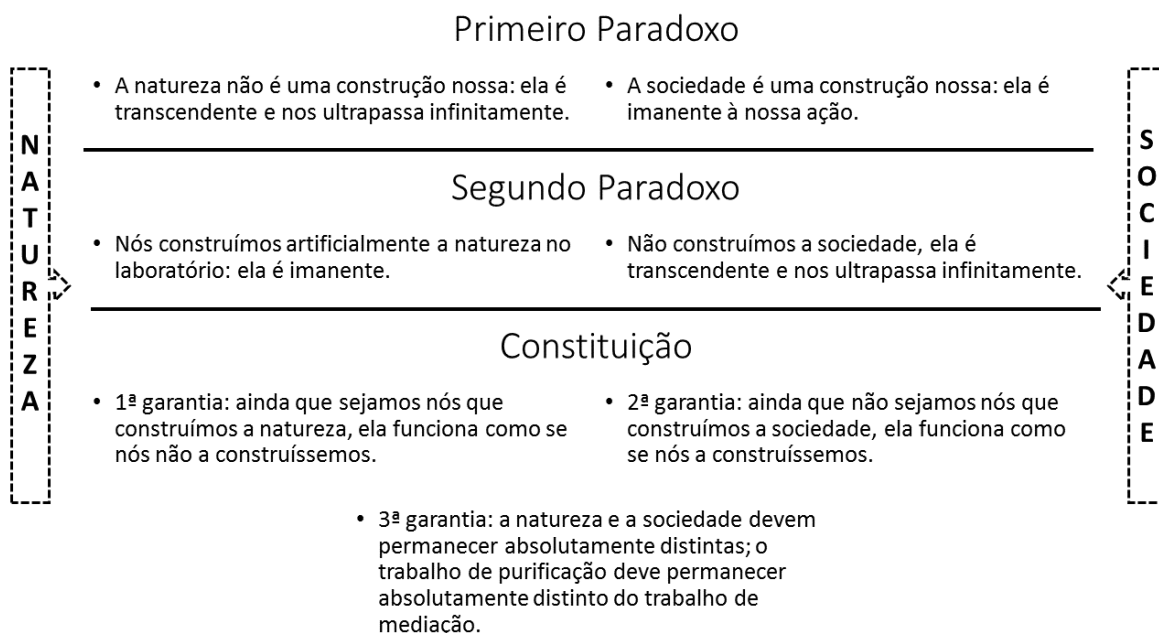 Primeiro Paradoxo
NATUREZA
• A natureza não é uma construção nossa: ela é
transcendente e nos ultrapassa infinitamente.
• A sociedade é uma construção nossa: ela é
imanente à nossa ação.
SOCIEDADE
Segundo Paradoxo
• Nós construímos artificialmente a natureza no
laboratório: ela é imanente.
• Não construímos a sociedade, ela é
transcendente e nos ultrapassa infinitamente.
Constituição
• 1ª garantia: ainda que sejamos nós que
construímos a natureza, ela funciona como se
nós não a construíssemos.
• 2ª garantia: ainda que não sejamos nós que
construímos a sociedade, ela funciona como
se nós a construíssemos.
• 3ª garantia: a natureza e a sociedade devem
permanecer absolutamente distintas; o
trabalho de purificação deve permanecer
absolutamente distinto do trabalho de
mediação.